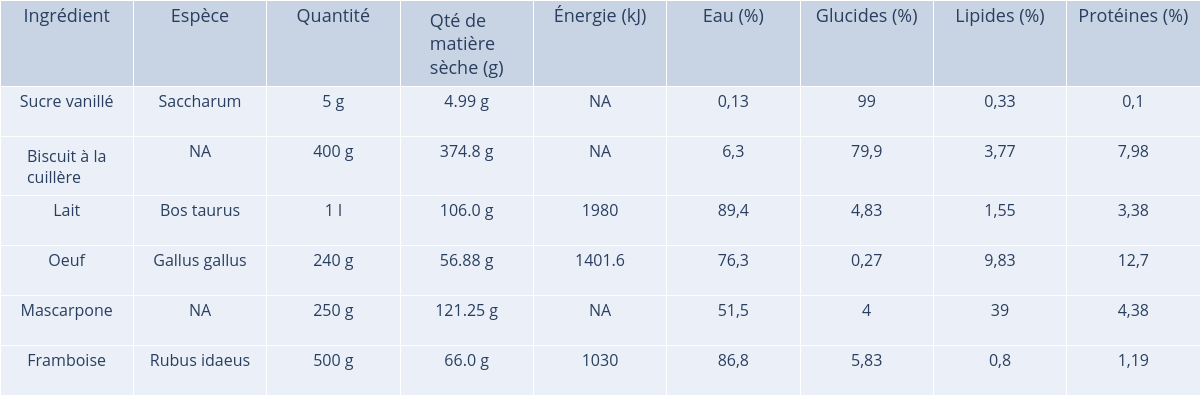 Ingrédient Espèce Quantité Qté de matière sèche (g) Énergie (kJ) Eau (%) Glucides (%) Lipides (%) Protéines (%)
Sucre vanillé Saccharum 5 g 4.99 g NA 0,13 99 0,33 0,1
Biscuit à la cuillère NA 400 g 374.8 g NA 6,3 79,9 3,77 7,98
Lait Bos taurus 1 l 106.0 g 1980 89,4 4,83 1,55 3,38
Oeuf Gallus gallus 240 g 56.88 g 1401.6 76,3 0,27 9,83 12,7
Mascarpone NA 250 g 121.25 g NA 51,5 4 39 4,38
Framboise Rubus idaeus 500 g 66.0 g 1030 86,8 5,83 0,8 1,19